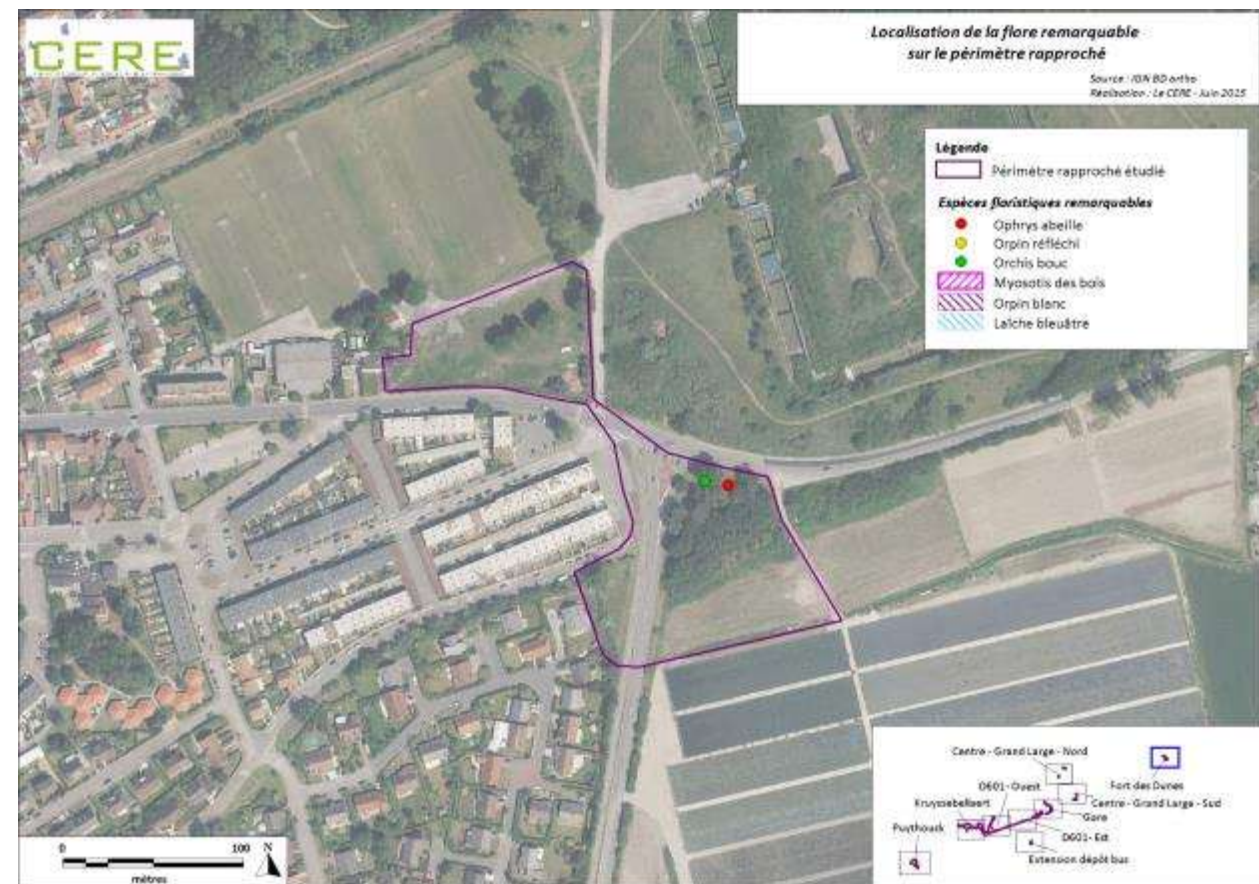 CERE
Localisation de la flore remarquable
sur le périmètre rapproché
Source : IGN BD ortho
Réalisation : Le CERE - Juin 2015
Légende
Périmètre rapproché étudié
Espèces floristiques remarquables
Ophrys abeille
Orpin réfléchi
Orchis bouc
Myosotis des bois
Orpin blanc
Laîche bleuâtre
0 100 N
mètres
Centre - Grand Large - Nord
Fort des Dunes
D601- Ouest
Centre - Grand Large - Sud
Gare
Puythouck
D601- Est
Extension dépôt bus